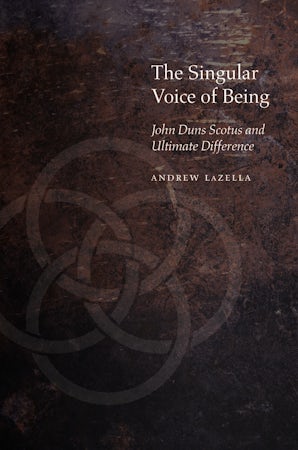 The Singular
Voice of Being
John Duns Scotus and
Ultimate Difference
ANDREW LAZELLA